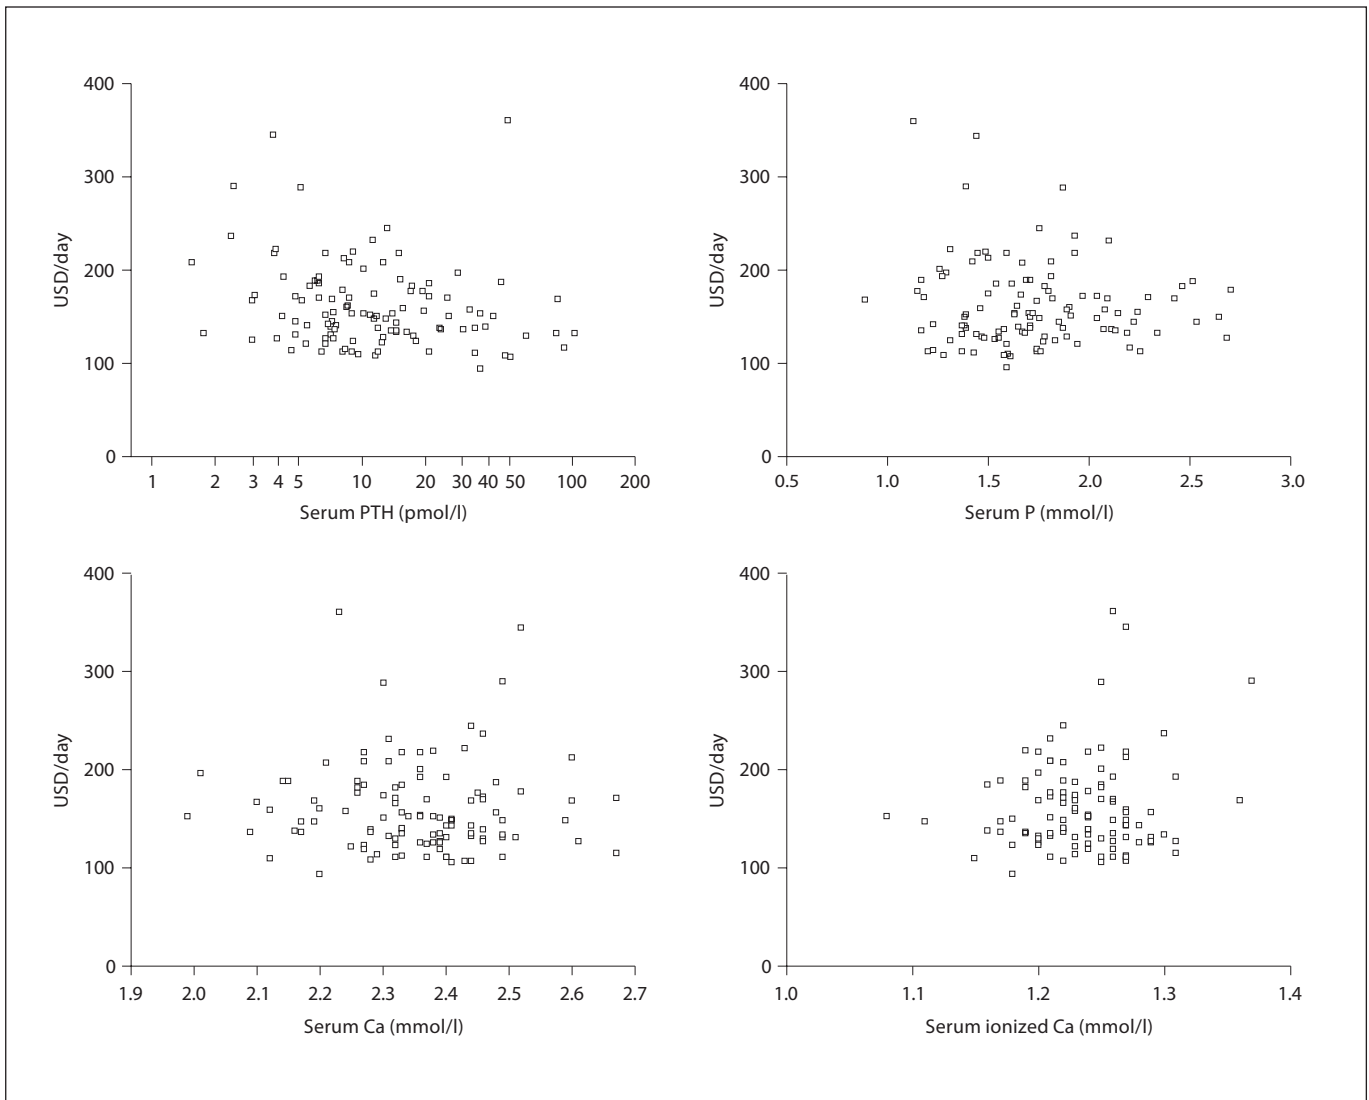 400
300
200
100
0
USD/day
1 2 3 4 5 10 20 30 40 50 100 200
Serum PTH (pmol/l)
400
300
200
100
0
USD/day
0.5 1.0 1.5 2.0 2.5 3.0
Serum P (mmol/l)
400
300
200
100
0
USD/day
1.9 2.0 2.1 2.2 2.3 2.4 2.5 2.6 2.7
Serum Ca (mmol/l)
400
300
200
100
0
USD/day
1.0 1.1 1.2 1.3 1.4
Serum ionized Ca (mmol/l)